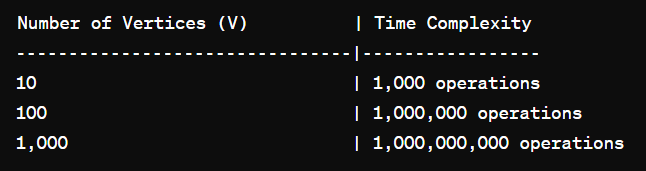 Number of Vertices (V) | Time Complexity
--------------------------------|-----------------
10 | 1,000 operations
100 | 1,000,000 operations
1,000 | 1,000,000,000 operations